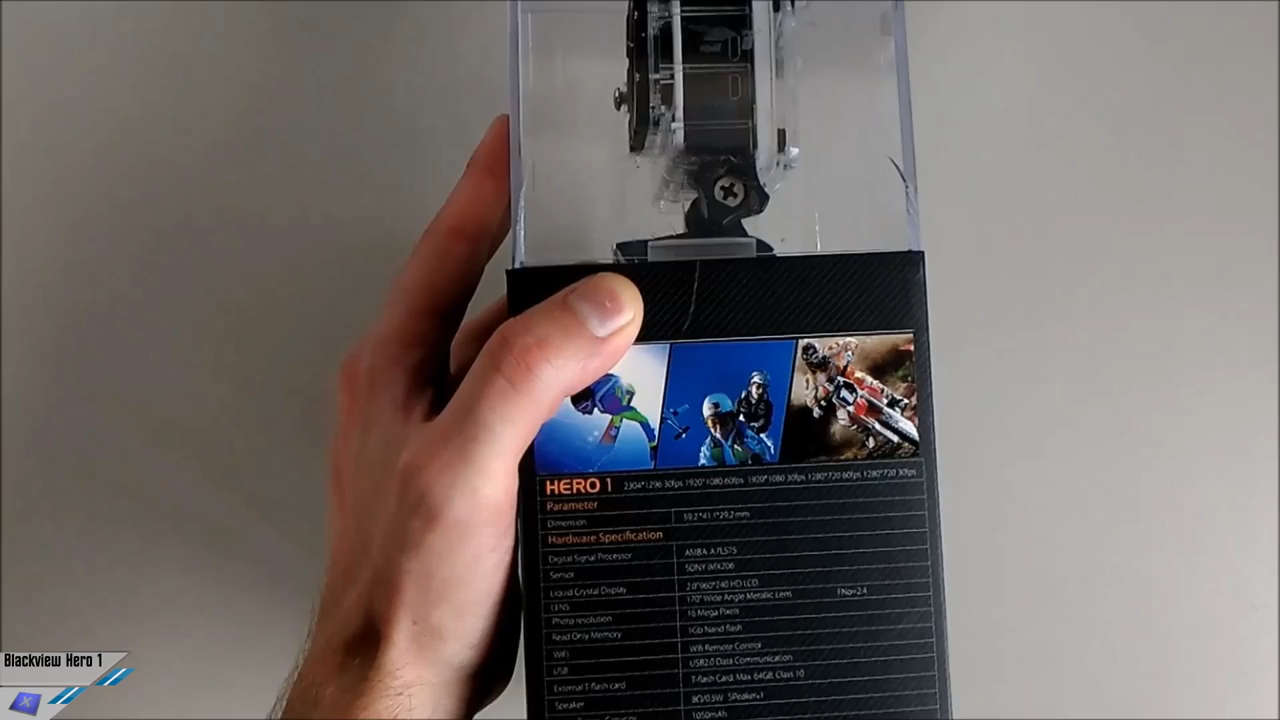 HERO 1 2304*1296 30fps 1920*1080 60fps 1920*1080 30fps 1280*720 60fps 1280*720 30fps
Parameter
Dimension 59.2*41.1*29.2mm
Hardware Specification
Digital Signal Processor AMBA A7LS75
Sensor SONY IMX206
Liquid Crystal Display 2.0"960*240 HD LCD
LENS 170° Wide Angle Metallic Lens FNo=2.4
Photo resolution 16 Mega Pixels
Read Only Memory 1Gb Nand flash
WiFi Wifi Remote Control
USB USB2.0 Data Communication
External T-flash card T-flash Card, Max 64GB, Class 10
Speaker 8Ω/0.5W SPeaker*1
1050mAh
Blackview Hero 1